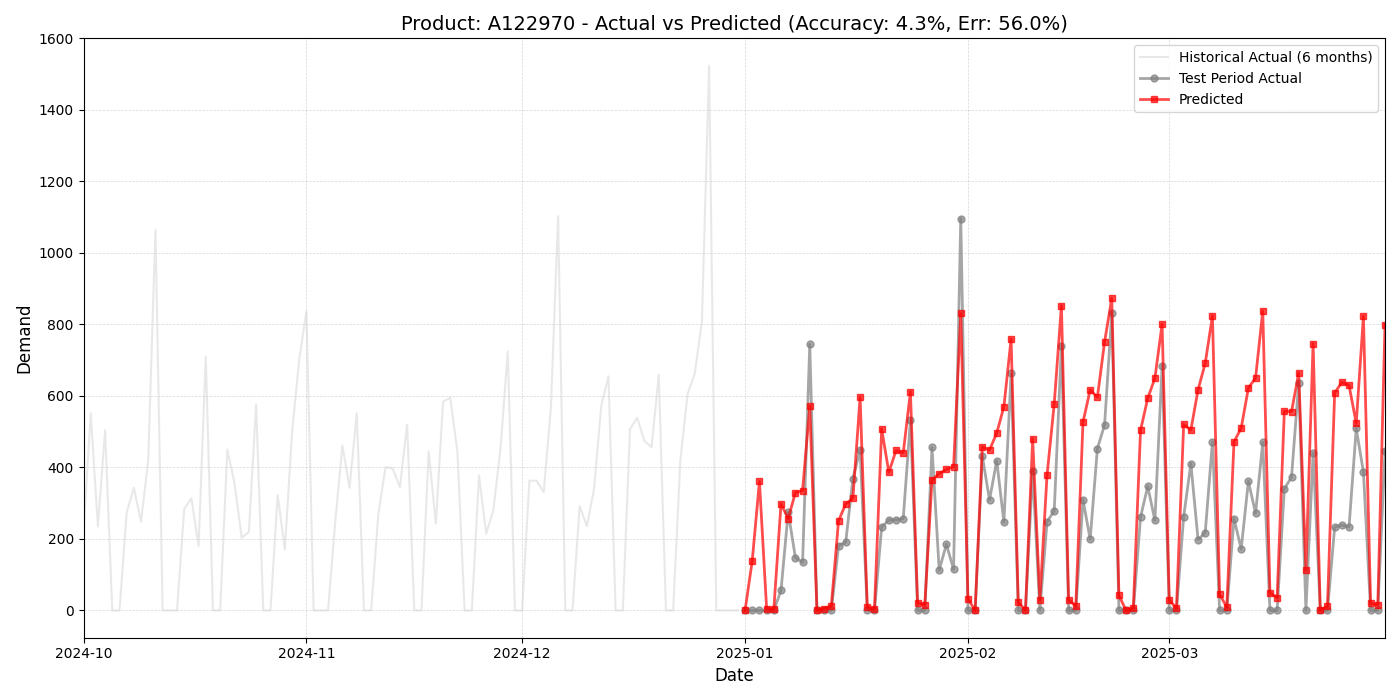 Product: A122970 - Actual vs Predicted (Accuracy: 4.3%, Err: 56.0%)
Historical Actual (6 months)
Test Period Actual
Predicted
Demand
1600
1400
1200
1000
800
600
400
200
0
2024-10
2024-11
2024-12
2025-01
2025-02
2025-03
Date